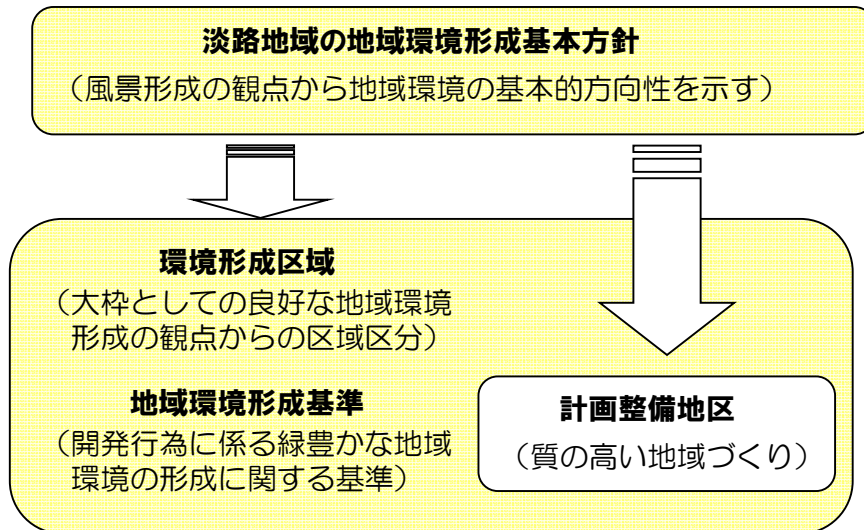 淡路地域の地域環境形成基本方針
（風景形成の観点から地域環境の基本的方向性を示す）
環境形成区域
（大枠としての良好な地域環境
形成の観点からの区域区分）
地域環境形成基準
（開発行為に係る緑豊かな地域
環境の形成に関する基準）
計画整備地区
（質の高い地域づくり）